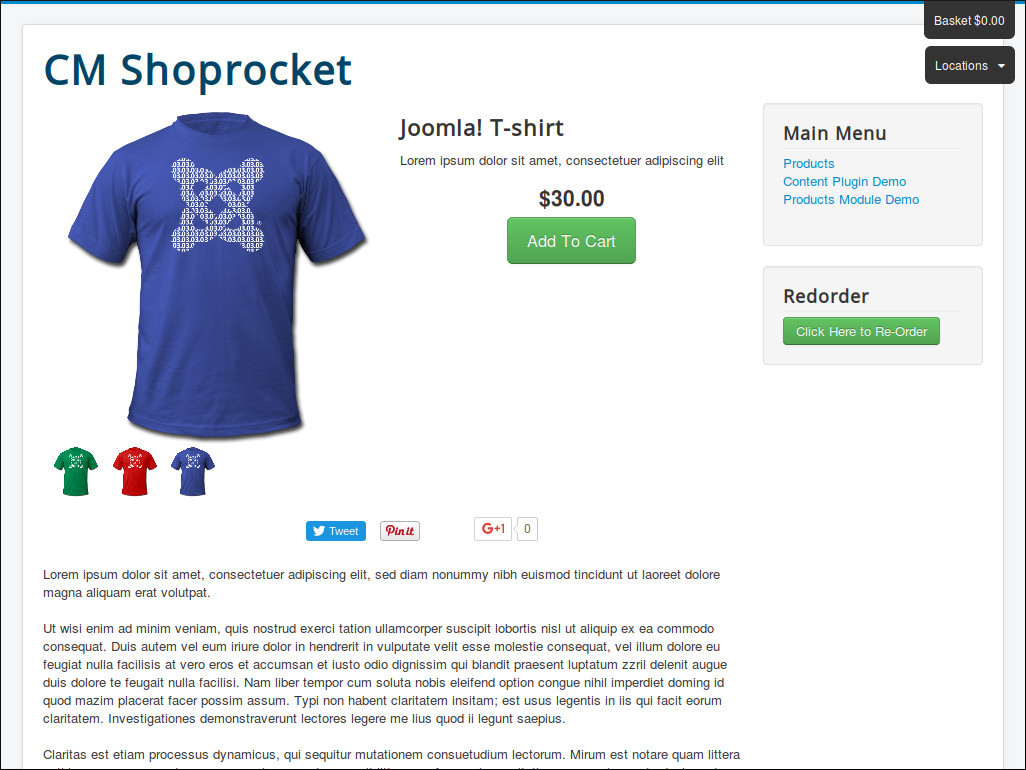 Basket $0.00
Locations
CM Shoprocket
Joomla! T-shirt
Lorem ipsum dolor sit amet, consectetuer adipiscing elit
$30.00
Add To Cart
Main Menu
Products
Content Plugin Demo
Products Module Demo
Redorder
Click Here to Re-Order
Tweet
Pin it
G+1
0
Lorem ipsum dolor sit amet, consectetuer adipiscing elit, sed diam nonummy nibh euismod tincidunt ut laoreet dolore
magna aliquam erat volutpat.
Ut wisi enim ad minim veniam, quis nostrud exerci tation ullamcorper suscipit lobortis nisl ut aliquip ex ea commodo
consequat. Duis autem vel eum iriure dolor in hendrerit in vulputate velit esse molestie consequat, vel illum dolore eu
feugiat nulla facilisis at vero eros et accumsan et iusto odio dignissim qui blandit praesent luptatum zzril delenit augue
duis dolore te feugait nulla facilisi. Nam liber tempor cum soluta nobis eleifend option congue nihil imperdiet doming id
quod mazim placerat facer possim assum. Typi non habent claritatem insitam; est usus legentis in iis qui facit eorum
claritatem. Investigationes demonstraverunt lectores legere me lius quod ii legunt saepius.
Claritas est etiam processus dynamicus, qui sequitur mutationem consuetudium lectorum. Mirum est notare quam littera